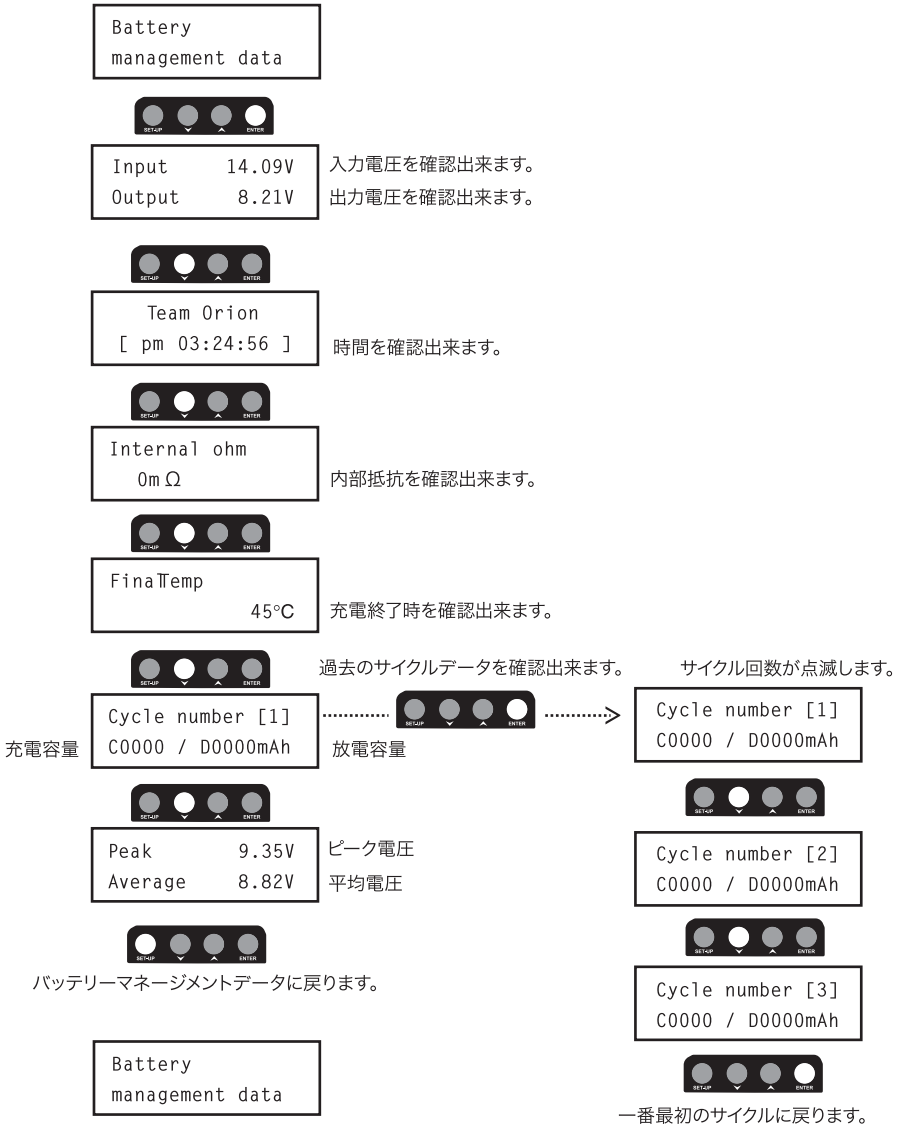 Battery
management data
SET-UP ENTER
Input 14.09V
Output 8.21V
入力電圧を確認出来ます。
出力電圧を確認出来ます。
SET-UP ENTER
Team Orion
[ pm 03:24:56 ]
時間を確認出来ます。
SET-UP ENTER
Internal ohm
0mΩ
内部抵抗を確認出来ます。
SET-UP ENTER
FinalTemp
45°C
充電終了時を確認出来ます。
SET-UP ENTER
過去のサイクルデータを確認出来ます。
サイクル回数が点滅します。
Cycle number [1]
C0000 / D0000mAh
充電容量
放電容量
SET-UP ENTER
Cycle number [1]
C0000 / D0000mAh
SET-UP ENTER
Peak 9.35V
Average 8.82V
ピーク電圧
平均電圧
SET-UP ENTER
バッテリーマネージメントデータに戻ります。
Battery
management data
SET-UP ENTER
Cycle number [2]
C0000 / D0000mAh
SET-UP ENTER
Cycle number [3]
C0000 / D0000mAh
SET-UP ENTER
一番最初のサイクルに戻ります。